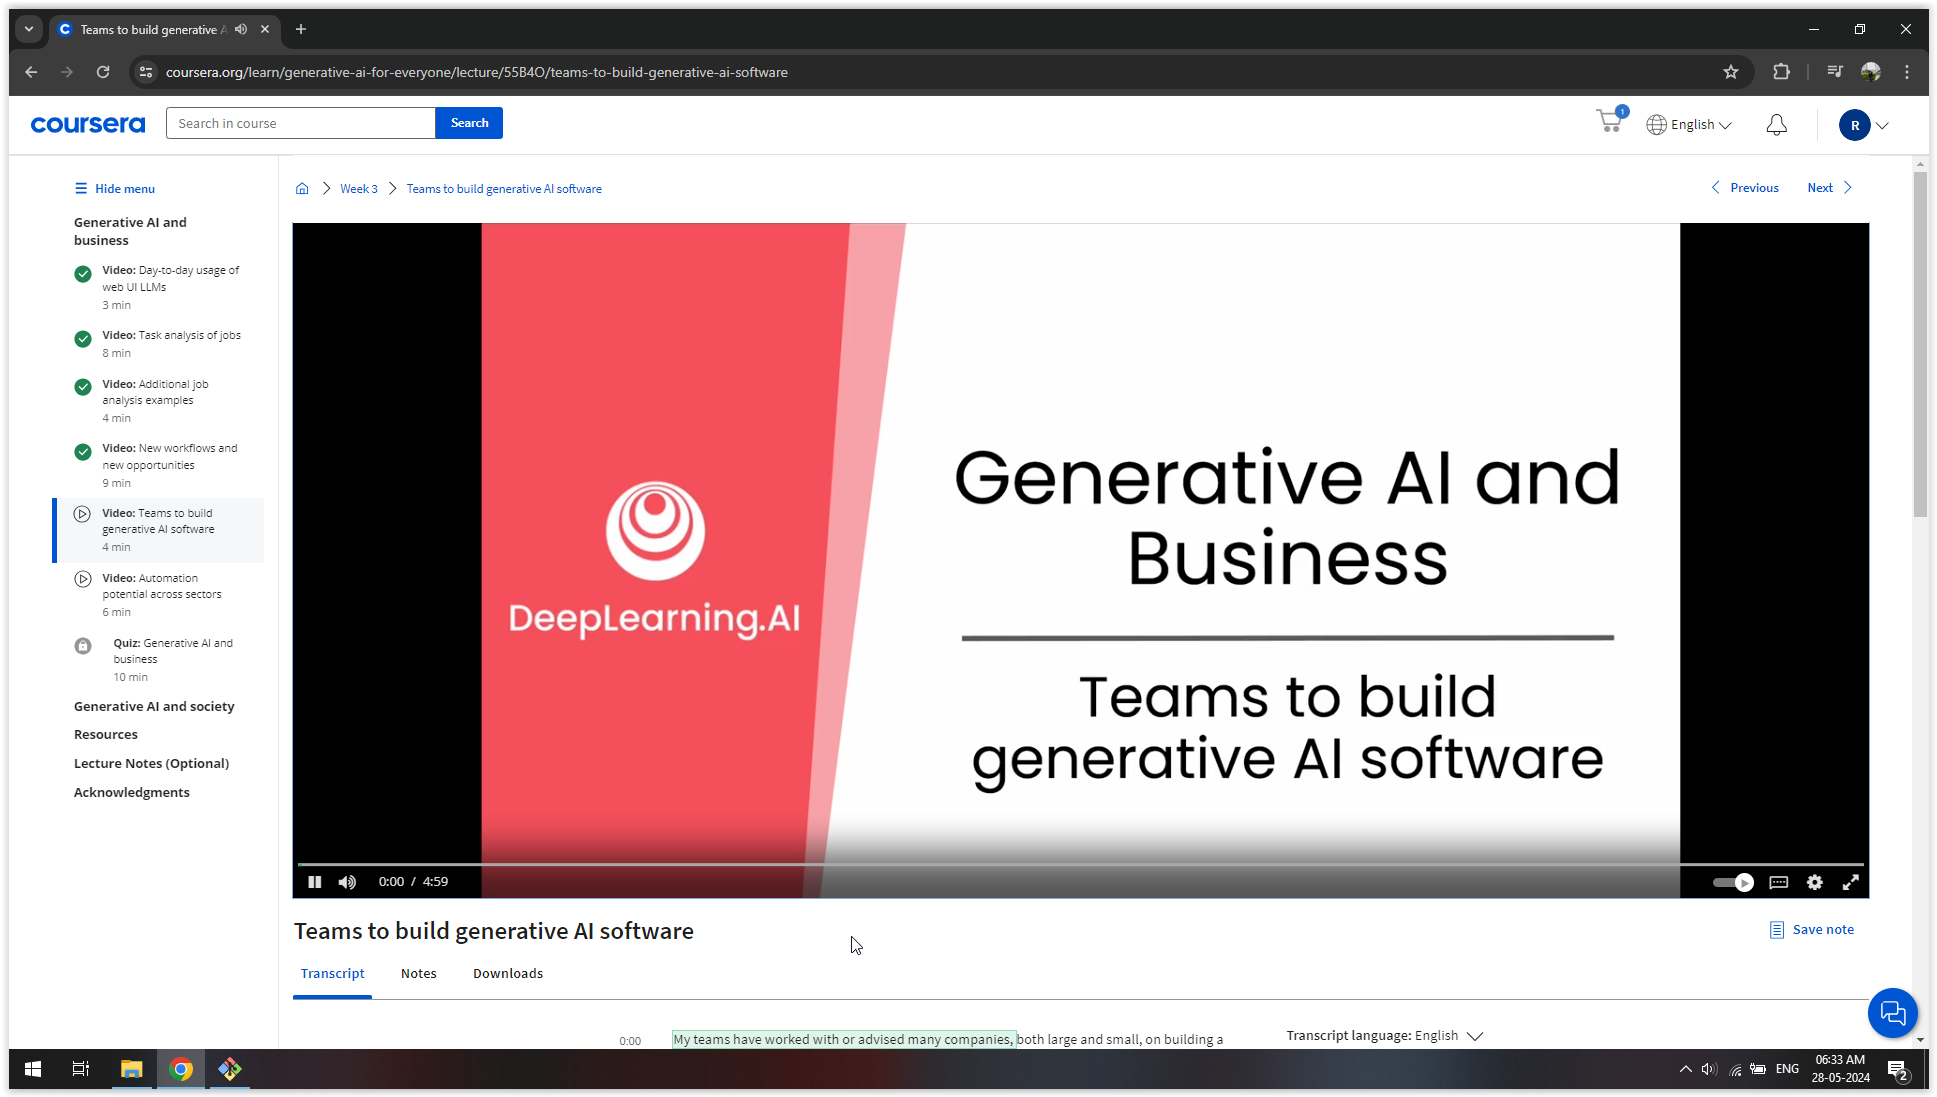 Teams to build generative A
coursera.org/learn/generative-ai-for-everyone/lecture/55B4O/teams-to-build-generative-ai-software
coursera
Search in course
Search
1
English
R
Hide menu
Generative AI and
business
Video: Day-to-day usage of
web UI LLMs
3 min
Video: Task analysis of jobs
8 min
Video: Additional job
analysis examples
4 min
Video: New workflows and
new opportunities
9 min
Video: Teams to build
generative AI software
4 min
Video: Automation
potential across sectors
6 min
Quiz: Generative AI and
business
10 min
Generative AI and society
Resources
Lecture Notes (Optional)
Acknowledgments
Week 3
Teams to build generative AI software
Previous
Next
DeepLearning.AI
Generative AI and
Business
Teams to build
generative AI software
0:00 / 4:59
Teams to build generative AI software
Save note
Transcript
Notes
Downloads
0:00
My teams have worked with or advised many companies, both large and small, on building a
Transcript language: English
ENG
06:33 AM
28-05-2024
2